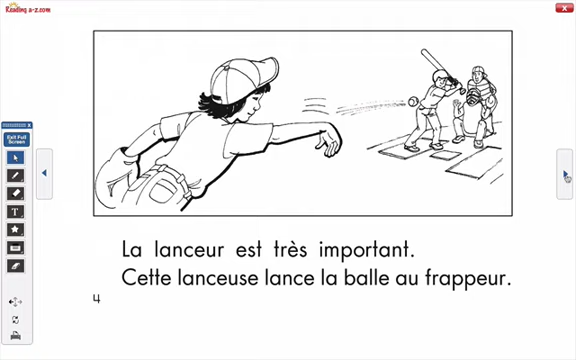 Reading a-z.com
X
Exit Full
Screen
T
La lanceur est très important.
Cette lanceuse lance la balle au frappeur.
4